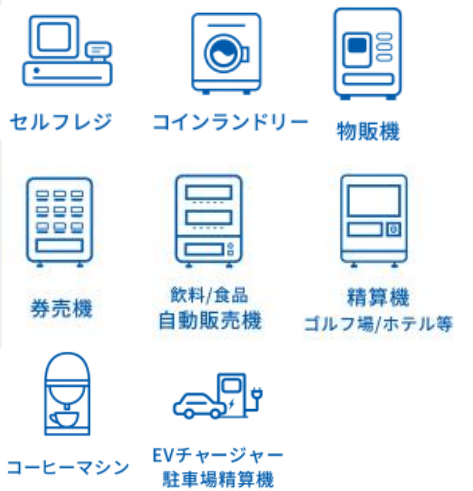 セルフレジ
コインランドリー
物販機
券売機
飲料/食品
自動販売機
精算機
ゴルフ場/ホテル等
コーヒーマシン
EVチャージャー
駐車場精算機